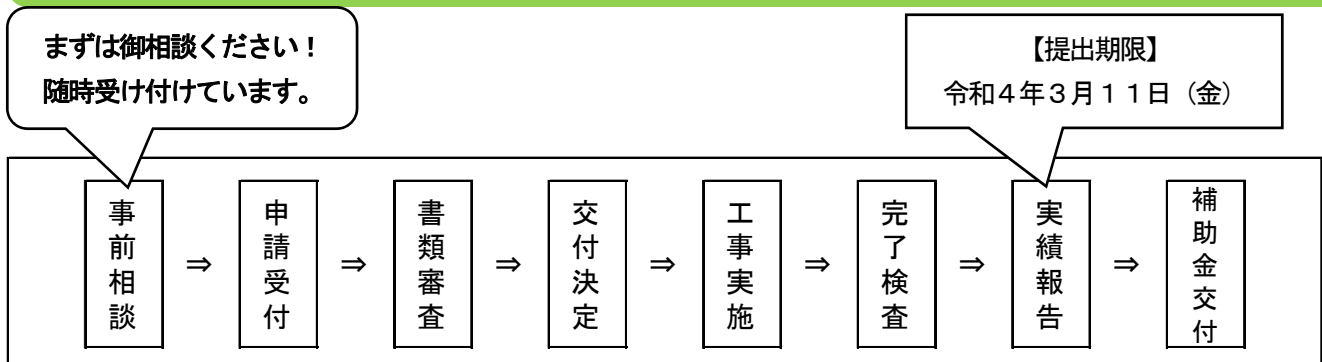 まずは御相談ください！
随時受け付けています。
【提出期限】
令和４年３月１１日（金）
事前相談 ⇒ 申請受付 ⇒ 書類審査 ⇒ 交付決定 ⇒ 工事実施 ⇒ 完了検査 ⇒ 実績報告 ⇒ 補助金交付